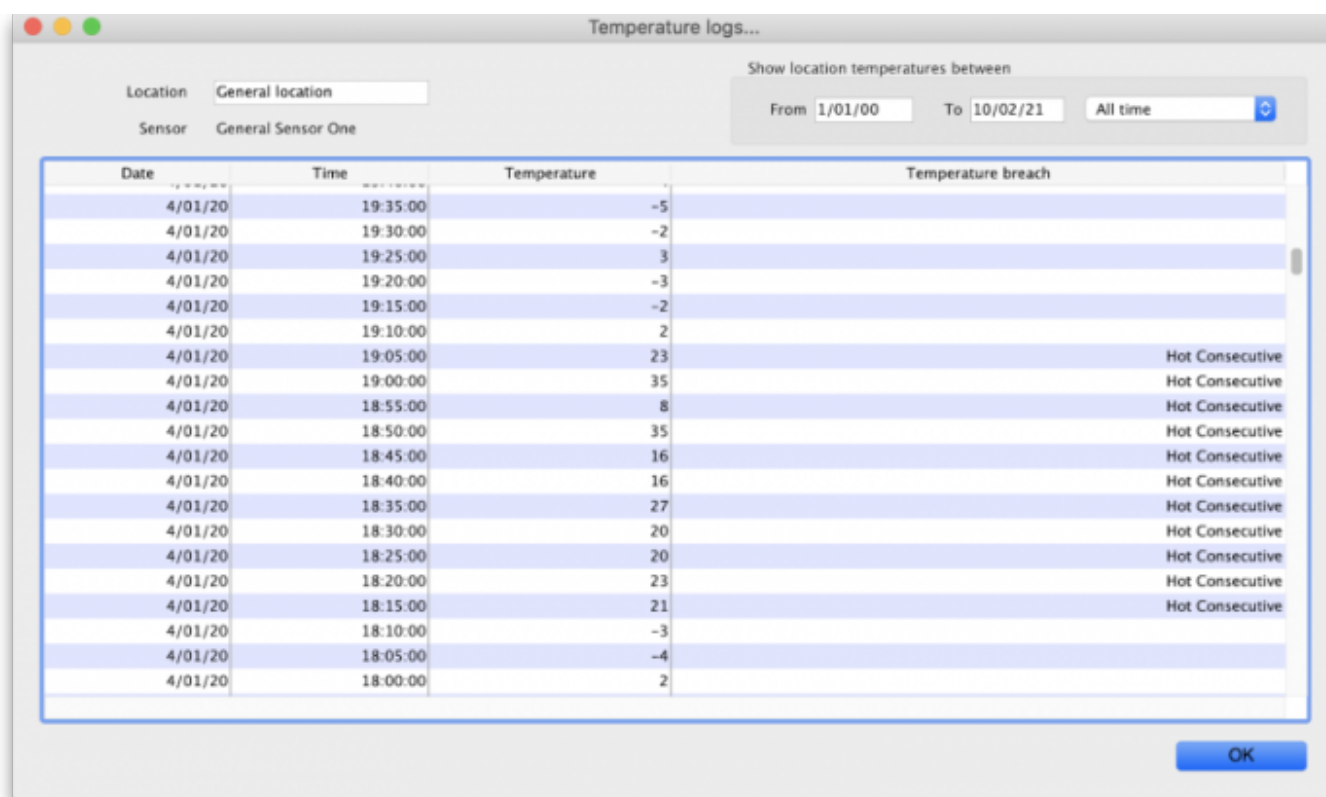 Temperature logs...
Show location temperatures between
Location General location
From 1/01/00 To 10/02/21 All time
Sensor General Sensor One
Date Time Temperature Temperature breach
4/01/20 19:35:00 -5
4/01/20 19:30:00 -2
4/01/20 19:25:00 3
4/01/20 19:20:00 -3
4/01/20 19:15:00 -2
4/01/20 19:10:00 2
4/01/20 19:05:00 23 Hot Consecutive
4/01/20 19:00:00 35 Hot Consecutive
4/01/20 18:55:00 8 Hot Consecutive
4/01/20 18:50:00 35 Hot Consecutive
4/01/20 18:45:00 16 Hot Consecutive
4/01/20 18:40:00 16 Hot Consecutive
4/01/20 18:35:00 27 Hot Consecutive
4/01/20 18:30:00 20 Hot Consecutive
4/01/20 18:25:00 20 Hot Consecutive
4/01/20 18:20:00 23 Hot Consecutive
4/01/20 18:15:00 21 Hot Consecutive
4/01/20 18:10:00 -3
4/01/20 18:05:00 -4
4/01/20 18:00:00 2
OK